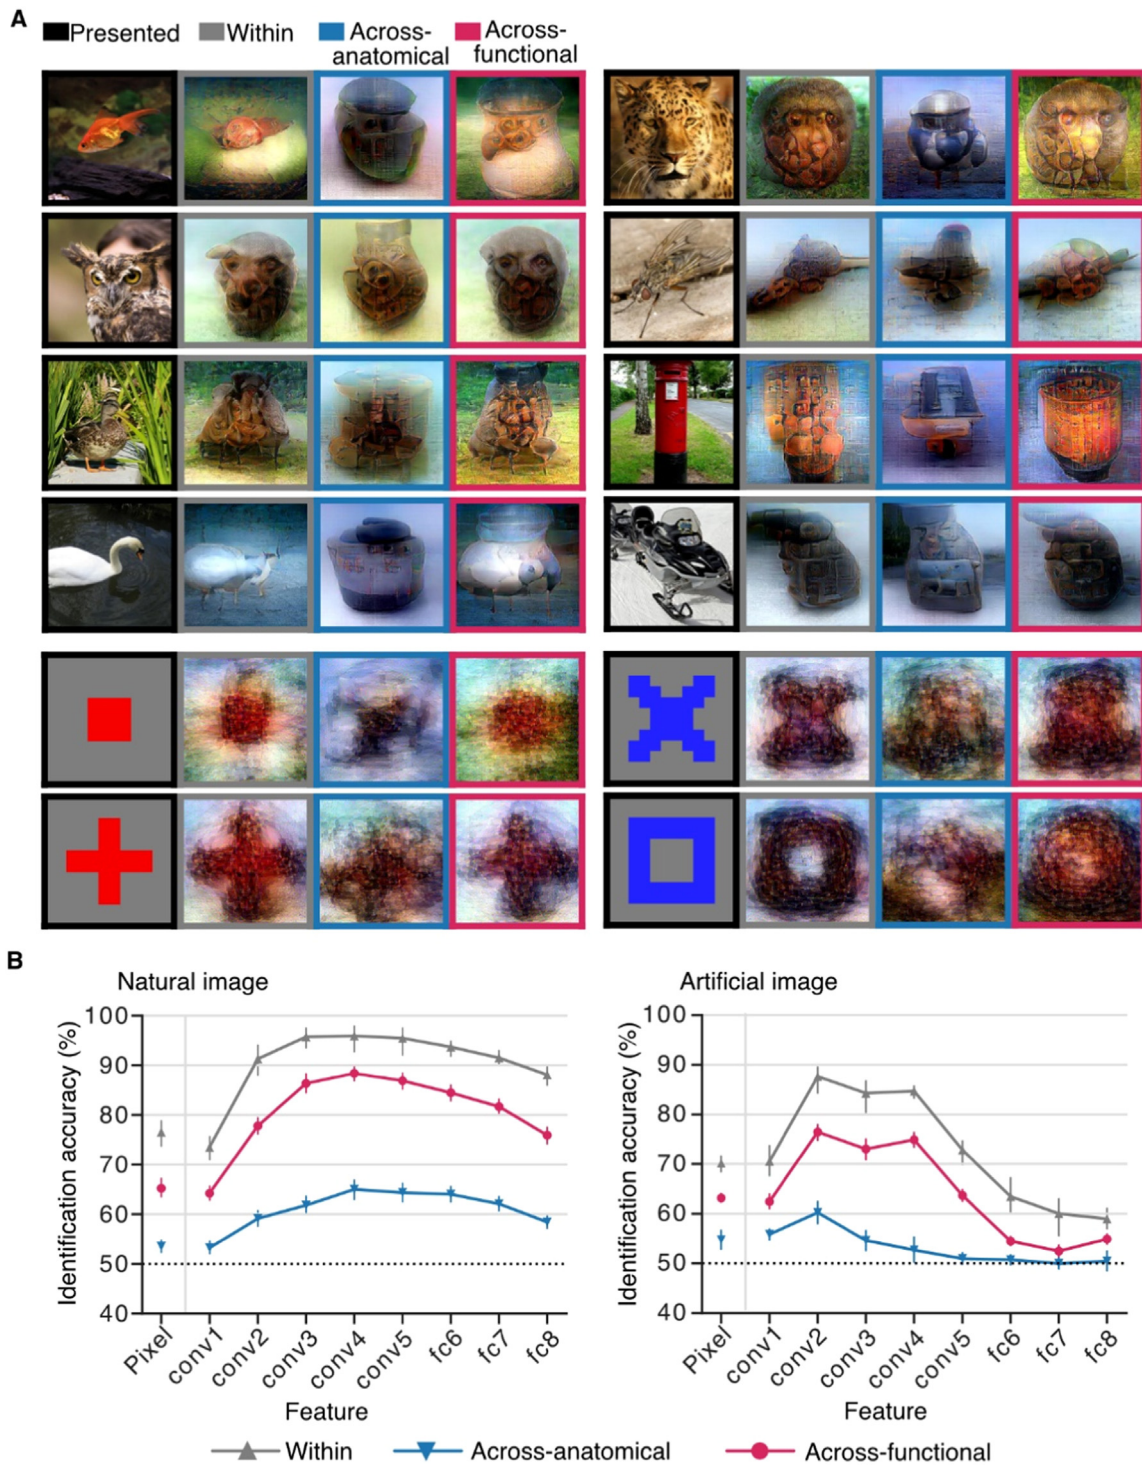 A
Presented
Within
Across-
anatomical
Across-
functional
B
Natural image
Identification accuracy (%)
100
90
80
70
60
50
40
Pixel
conv1
conv2
conv3
conv4
conv5
fc6
fc7
fc8
Feature
Artificial image
Identification accuracy (%)
100
90
80
70
60
50
40
Pixel
conv1
conv2
conv3
conv4
conv5
fc6
fc7
fc8
Feature
Within
Across-anatomical
Across-functional